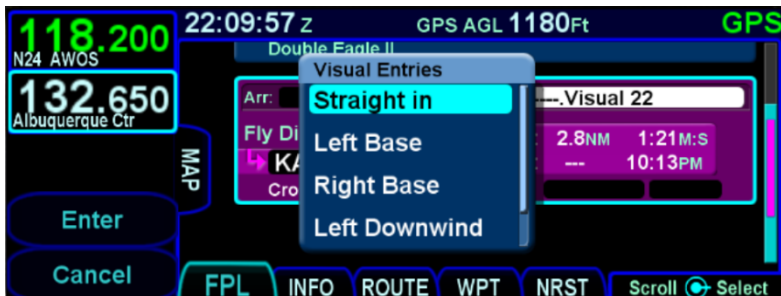 118.200
N24 AWOS
132.650
Albuquerque Ctr
Enter
Cancel
22:09:57 Z GPS AGL 1180Ft GPS
Double Eagle II
Visual Entries
Straight in
Left Base
Right Base
Left Downwind
Arr: ----.Visual 22
Fly Di 2.8NM 1:21M:S
KA --- 10:13PM
Cro
MAP
FPL INFO ROUTE WPT NRST Scroll Select